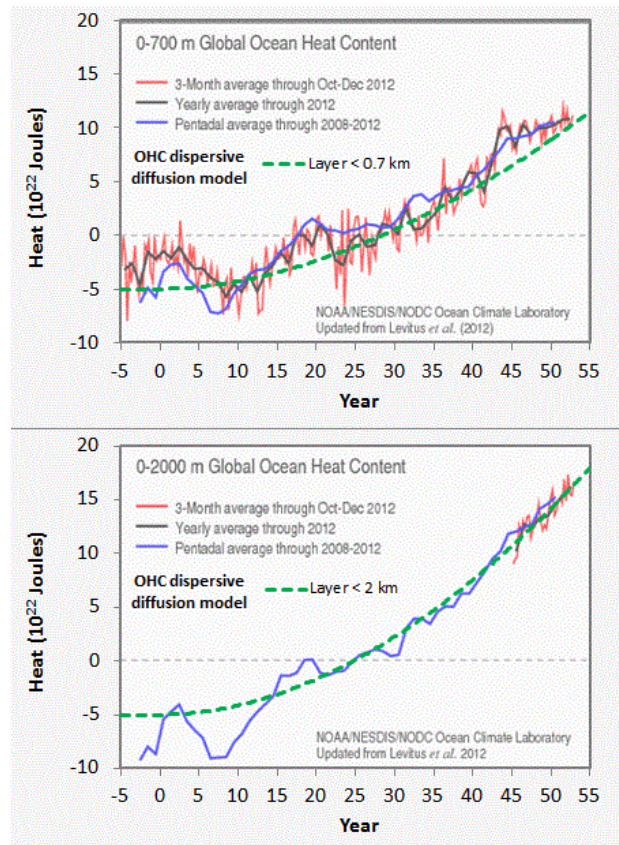 20
15
10
5
0
-5
-10
Heat (10²² Joules)
0-700 m Global Ocean Heat Content
3-Month average through Oct-Dec 2012
Yearly average through 2012
Pentadal average through 2008-2012
OHC dispersive
diffusion model
Layer < 0.7 km
NOAA/NESDIS/NODC Ocean Climate Laboratory
Updated from Levitus et al. (2012)
-5 0 5 10 15 20 25 30 35 40 45 50 55
Year
20
15
10
5
0
-5
-10
Heat (10²² Joules)
0-2000 m Global Ocean Heat Content
3-Month average through Oct-Dec 2012
Yearly average through 2012
Pentadal average through 2008-2012
OHC dispersive
diffusion model
Layer < 2 km
NOAA/NESDIS/NODC Ocean Climate Laboratory
Updated from Levitus et al. 2012
-5 0 5 10 15 20 25 30 35 40 45 50 55
Year